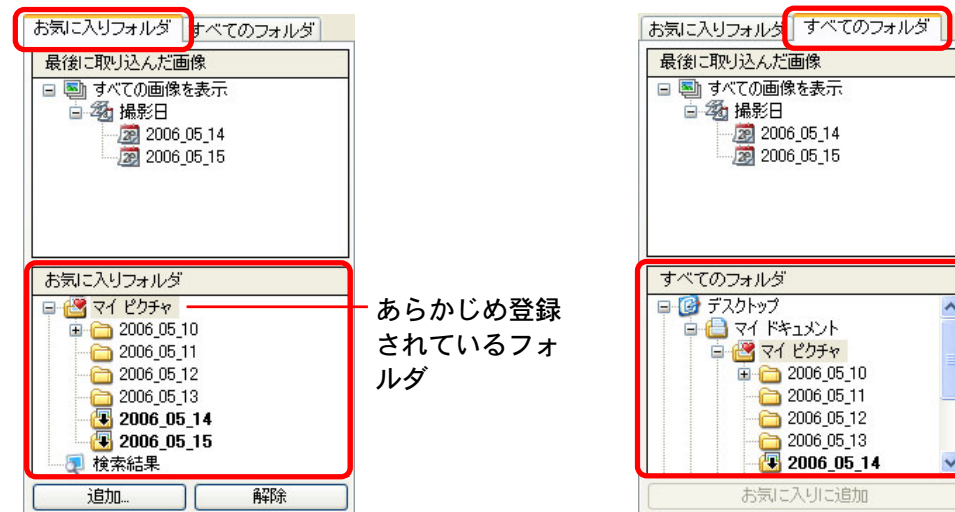 お気に入りフォルダ すべてのフォルダ
最後に取り込んだ画像
すべての画像を表示
撮影日
2006_05_14
2006_05_15
お気に入りフォルダ
マイ ピクチャ
2006_05_10
2006_05_11
2006_05_12
2006_05_13
2006_05_14
2006_05_15
検索結果
追加... 解除
あらかじめ登録
されているフォ
ルダ
お気に入りフォルダ すべてのフォルダ
最後に取り込んだ画像
すべての画像を表示
撮影日
2006_05_14
2006_05_15
すべてのフォルダ
デスクトップ
マイ ドキュメント
マイ ピクチャ
2006_05_10
2006_05_11
2006_05_12
2006_05_13
2006_05_14
お気に入りに追加